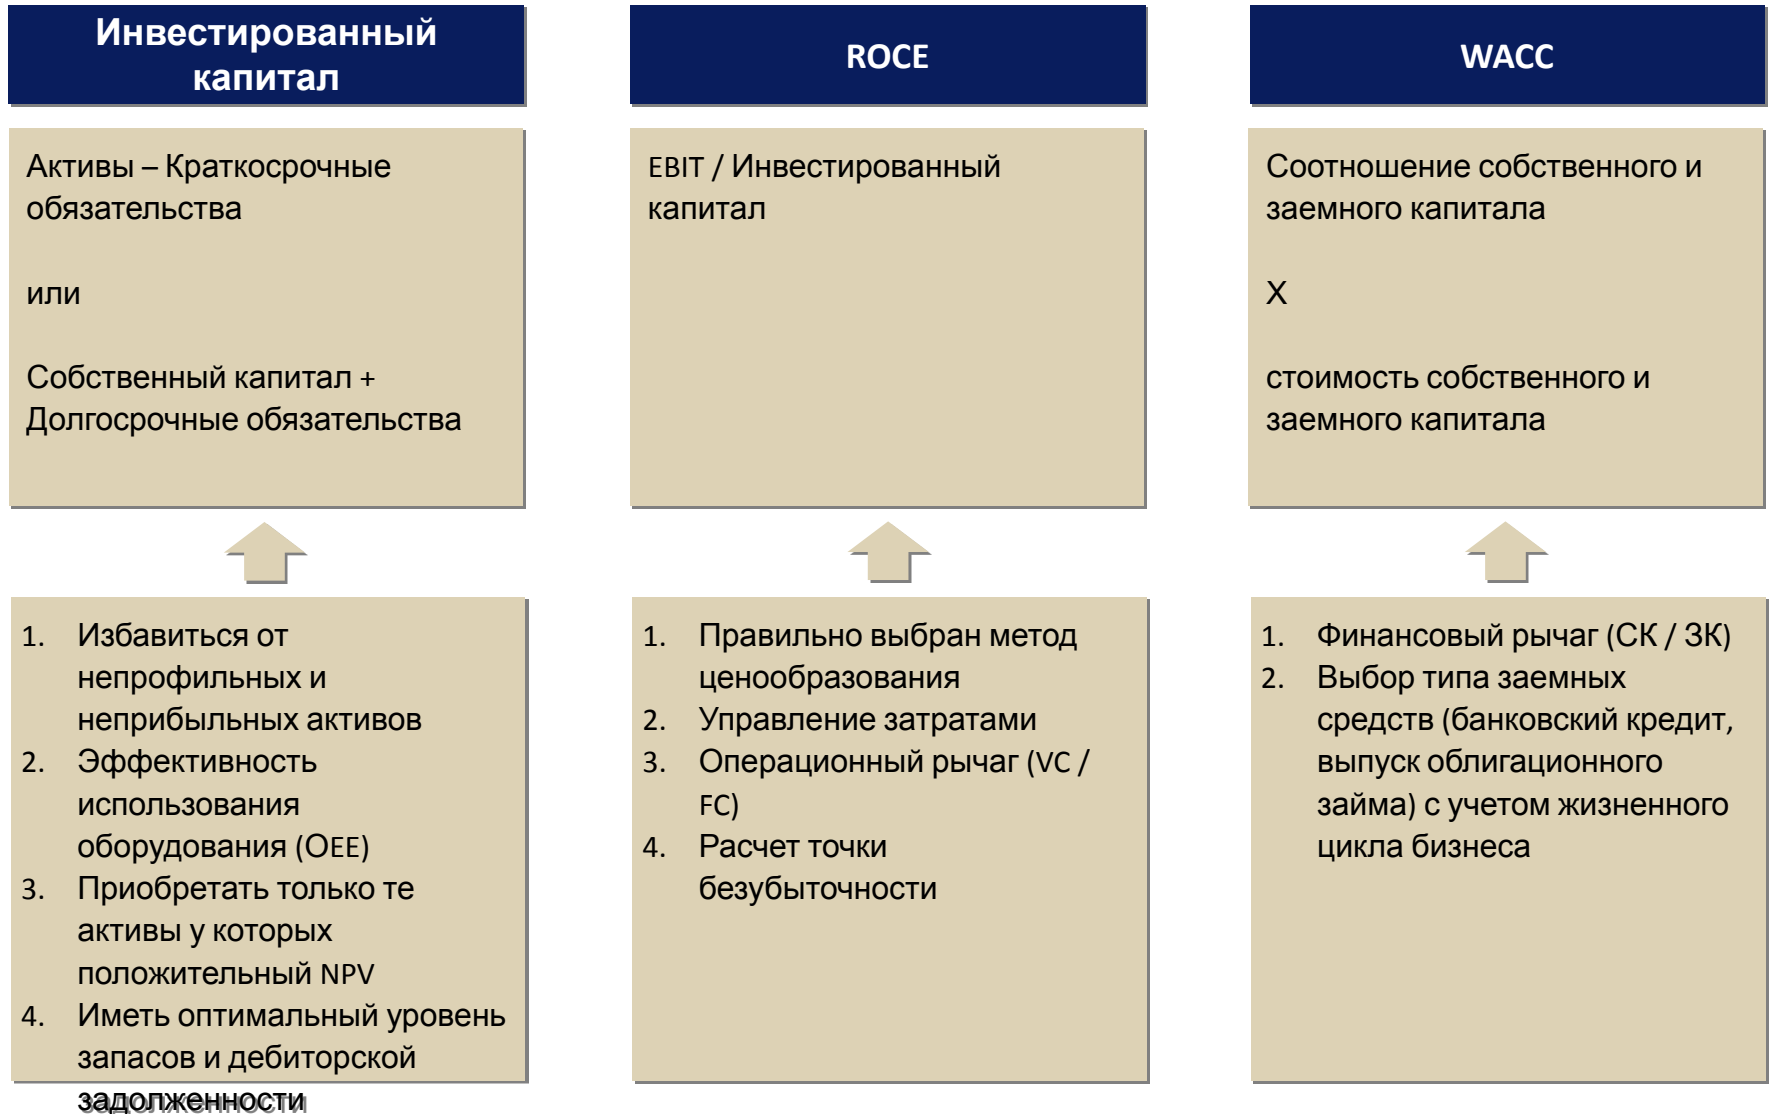 Инвестированный
капитал
Активы – Краткосрочные
обязательства
или
Собственный капитал +
Долгосрочные обязательства
1. Избавиться от
непрофильных и
неприбыльных активов
2. Эффективность
использования
оборудования (OEE)
3. Приобретать только те
активы у которых
положительный NPV
4. Иметь оптимальный уровень
запасов и дебиторской
задолженности
ROCE
EBIT / Инвестированный
капитал
1. Правильно выбран метод
ценообразования
2. Управление затратами
3. Операционный рычаг (VC /
FC)
4. Расчет точки
безубыточности
WACC
Соотношение собственного и
заемного капитала
Х
стоимость собственного и
заемного капитала
1. Финансовый рычаг (СК / ЗК)
2. Выбор типа заемных
средств (банковский кредит,
выпуск облигационного
займа) с учетом жизненного
цикла бизнеса